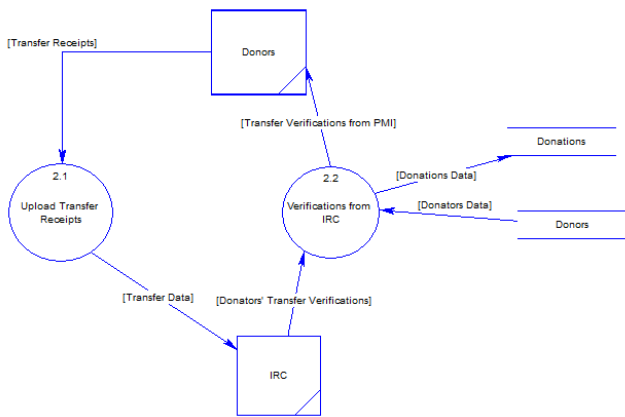 [Transfer Receipts]
Donors
[Transfer Verifications from PMI]
Donations
2.1
2.2
[Donations Data]
Upload Transfer
Receipts
Verifications from
IRC
[Donators Data]
Donors
[Transfer Data]
[Donators' Transfer Verifications]
IRC